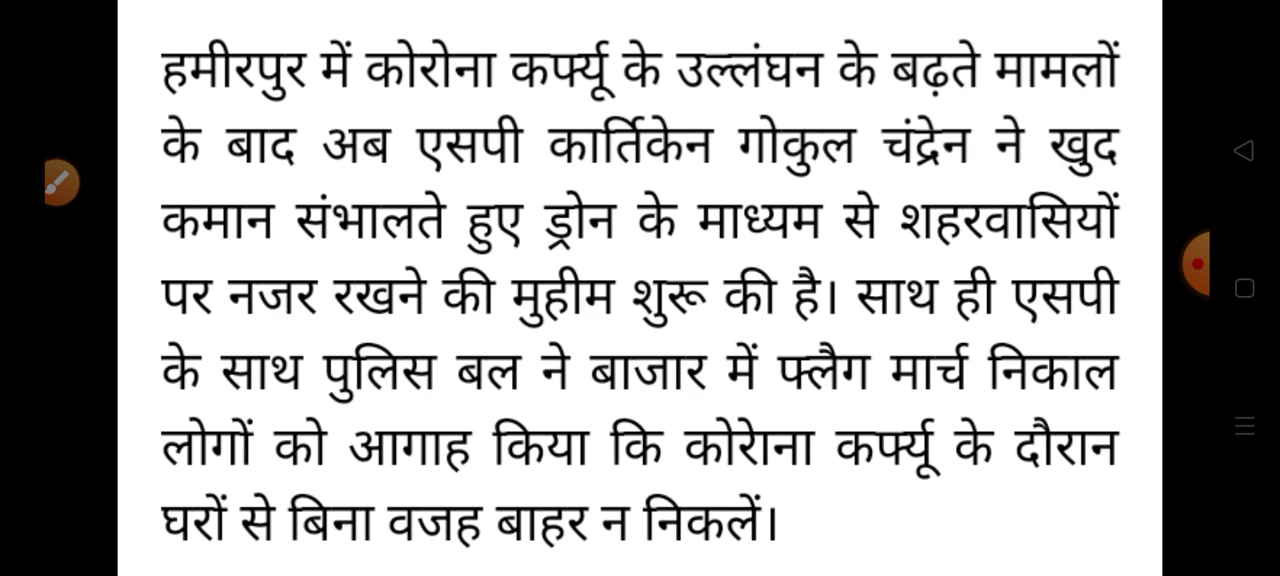 हमीरपुर में कोरोना कर्फ्यू के उल्लंघन के बढ़ते मामलों
के बाद अब एसपी कार्तिकेन गोकुल चंद्रेन ने खुद
कमान संभालते हुए ड्रोन के माध्यम से शहरवासियों
पर नजर रखने की मुहीम शुरू की है। साथ ही एसपी
के साथ पुलिस बल ने बाजार में फ्लैग मार्च निकाल
लोगों को आगाह किया कि कोरेाना कर्फ्यू के दौरान
घरों से बिना वजह बाहर न निकलें।